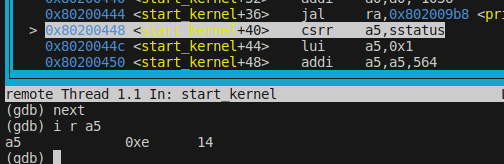 0x80200444 <start_kernel+36> jal ra,0x802009b8 <pri
> 0x80200448 <start_kernel+40> csrr a5,sstatus
0x8020044c <start_kernel+44> lui a5,0x1
0x80200450 <start_kernel+48> addi a5,a5,564
remote Thread 1.1 In: start_kernel
(gdb) next
(gdb) i r a5
a5 0xe 14
(gdb)